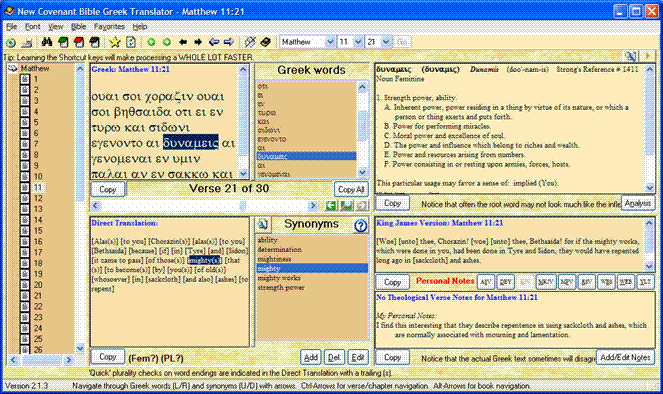 New Covenant Bible Greek Translator - Matthew 11:21
File Font View Bible Favorites Help
Matthew 11 21 Go
Tip: Learning the Shortcut keys will make processing a WHOLE LOT FASTER.
Matthew
1
2
3
4
5
6
7
8
9
10
11
12
13
14
15
16
17
18
19
20
21
22
23
24
25
26
Greek: Matthew 11:21
ουαι σοι χοραζιν ουαι
σοι βηθσαιδα οτι ει εν
τυρω και σιδωνι
εγενοντο αι δυναμεις αι
γενομεναι εν υμιν
παλαι αν εν σακκω και
Copy
Verse 21 of 30
Copy All
Greek words
οτι
ει
εν
τυρω
και
σιδωνι
εγενοντο
αι
δυναμεις
αι
γενομεναι
δυναμεις (δυναμις) Dunamis (doo'-nam-is) Strong's Reference # 1411
Noun Feminine
1. Strength power, ability.
A. Inherent power, power residing in a thing by virtue of its nature, or which a
person or thing exerts and puts forth.
B. Power for performing miracles.
C. Moral power and excellence of soul.
D. The power and influence which belong to riches and wealth.
E. Power and resources arising from numbers.
F. Power consisting in or resting upon armies, forces, hosts.
This particular usage may favor a sense of: implied (You).
Copy
Notice that often the root word may not look much like the infle
Analysis
Direct Translation:
[Alas(s)] [to you] [Chorazin(s)] [alas(s)] [to you]
[Bethsaida] [because] [if] [in] [Tyre] [and] [Sidon]
[it came to pass] [of those(s)] [mighty(s)] [that
(s)] [to become(s)] [by] [you(s)] [of old(s)]
[whosoever] [in] [sackcloth] [and also] [ashes] [to
repent]
Copy
(Fem?) (PL?)
Synonyms
ability
determination
mightiness
mighty
mighty works
strength power
Add
Del
Edit
King James Version: Matthew 11:21
[Woe] [unto] thee, Chorazin! [woe] [unto] thee, Bethsaida! for if the mighty works,
which were done in you, had been done in Tyre and Sidon, they would have repented
long ago in [sackcloth] and ashes.
Copy
Personal Notes
ASV
DBY
MKJV
WEB
YLT
No Theological Verse Notes for Matthew 11:21
My Personal Notes:
I find this interesting that they describe repentence in using sackcloth and ashes, which
are normally associated with mourning and lamentation.
Copy
Notice that the actual Greek text sometimes will disagre
Add/Edit Notes
'Quick' plurality checks on word endings are indicated in the Direct Translation with a trailing (s).
Version 2.1.3 Navigate through Greek words (L/R) and synonyms (U/D) with arrows. Ctrl-Arrows for verse/chapter navigation. Alt-Arrows for book navigation.